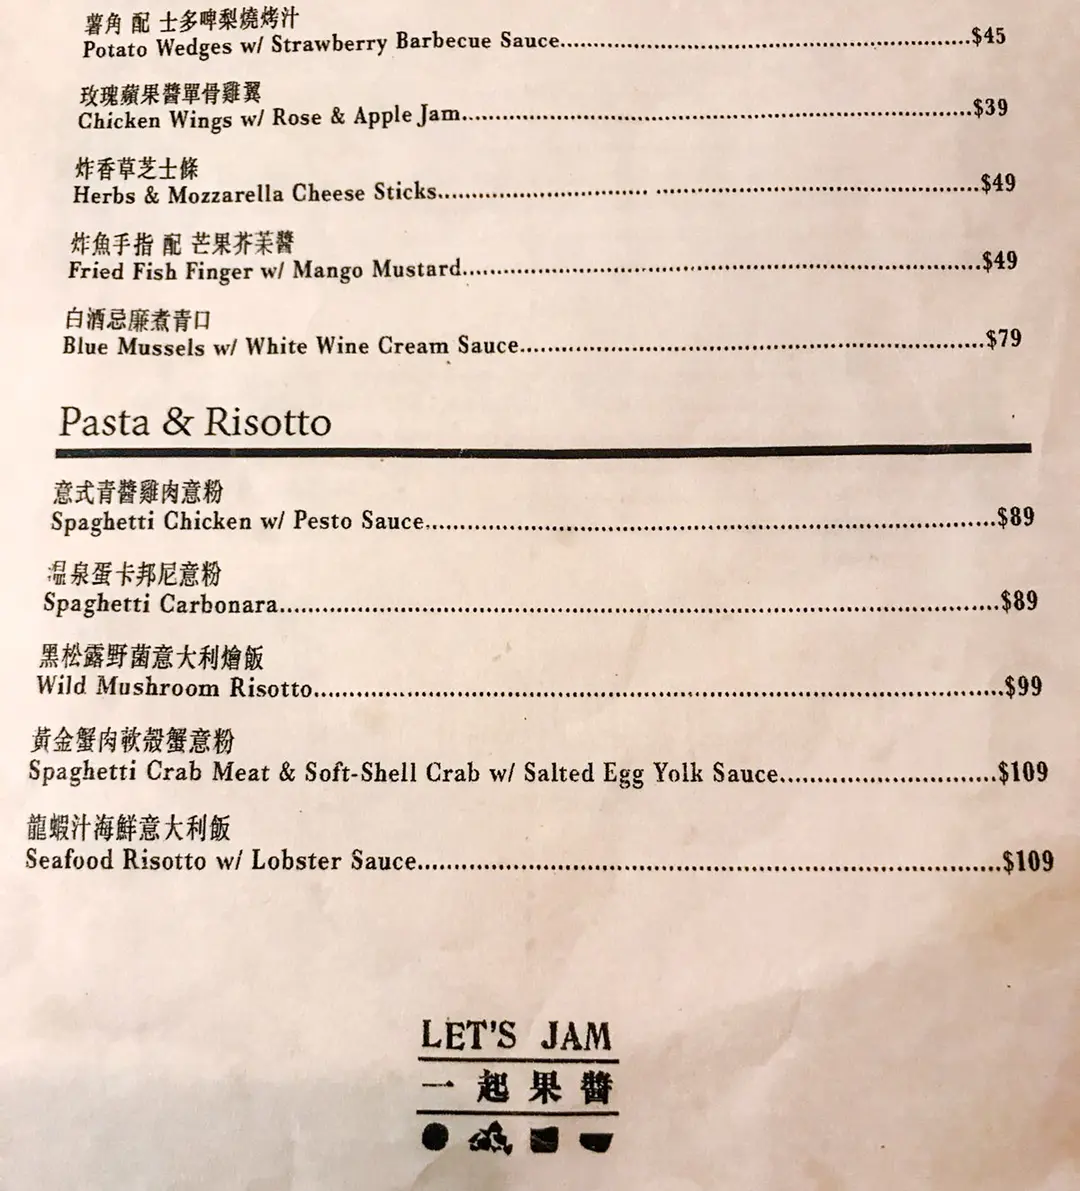 薯角 配 士多啤梨燒烤汁
Potato Wedges w/ Strawberry Barbecue Sauce..........$45
玫瑰蘋果醬單骨雞翼
Chicken Wings w/ Rose & Apple Jam..........$39
炸香草芝士條
Herbs & Mozzarella Cheese Sticks..........$49
炸魚手指 配 芒果芥茉醬
Fried Fish Finger w/ Mango Mustard..........$49
白酒忌廉煮青口
Blue Mussels w/ White Wine Cream Sauce..........$79
Pasta & Risotto
意式青醬雞肉意粉
Spaghetti Chicken w/ Pesto Sauce..........$89
温泉蛋卡邦尼意粉
Spaghetti Carbonara..........$89
黑松露野菌意大利燴飯
Wild Mushroom Risotto..........$99
黃金蟹肉軟殼蟹意粉
Spaghetti Crab Meat & Soft-Shell Crab w/ Salted Egg Yolk Sauce..........$109
龍蝦汁海鮮意大利飯
Seafood Risotto w/ Lobster Sauce..........$109
LET'S JAM
一起果醬